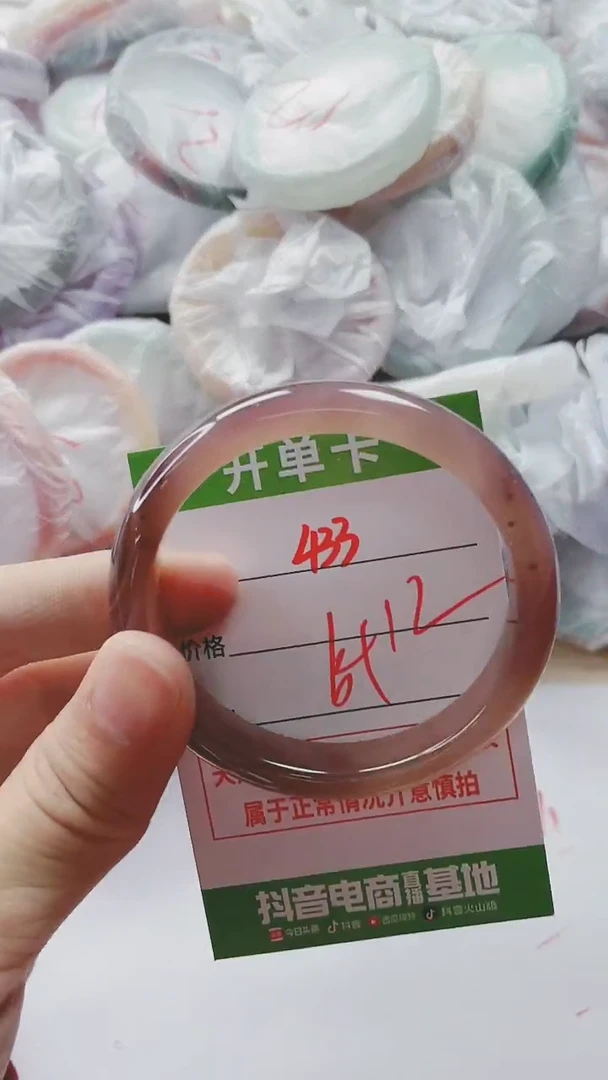 开单卡
433
价格
612
属于正常情况介意慎拍
抖音电商直播基地
今日头条 抖音 西瓜视频 抖音火山版